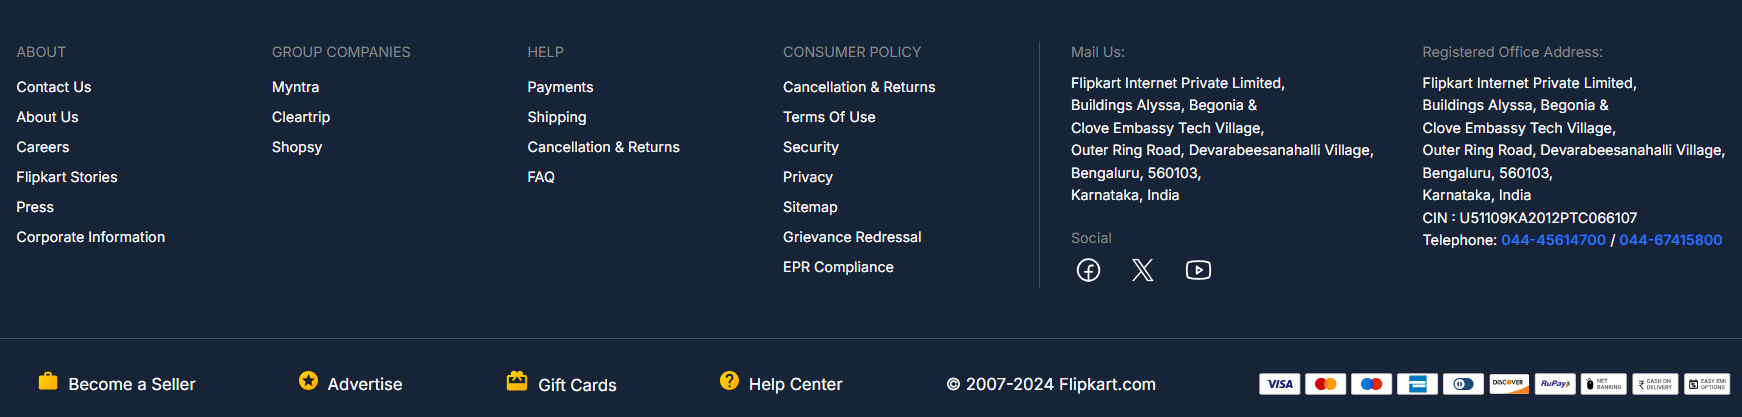 ABOUT
Contact Us
About Us
Careers
Flipkart Stories
Press
Corporate Information
GROUP COMPANIES
Myntra
Cleartrip
Shopsy
HELP
Payments
Shipping
Cancellation & Returns
FAQ
CONSUMER POLICY
Cancellation & Returns
Terms Of Use
Security
Privacy
Sitemap
Grievance Redressal
EPR Compliance
Mail Us:
Flipkart Internet Private Limited,
Buildings Alyssa, Begonia &
Clove Embassy Tech Village,
Outer Ring Road, Devarabeesanahalli Village,
Bengaluru, 560103,
Karnataka, India
Social
Registered Office Address:
Flipkart Internet Private Limited,
Buildings Alyssa, Begonia &
Clove Embassy Tech Village,
Outer Ring Road, Devarabeesanahalli Village,
Bengaluru, 560103,
Karnataka, India
CIN : U51109KA2012PTC066107
Telephone: 044-45614700 / 044-67415800
Become a Seller
Advertise
Gift Cards
? Help Center
© 2007-2024 Flipkart.com
VISA
DISCOVER
RuPay
NET
BANKING
CASH ON
DELIVERY
EASY EMI
OPTIONS